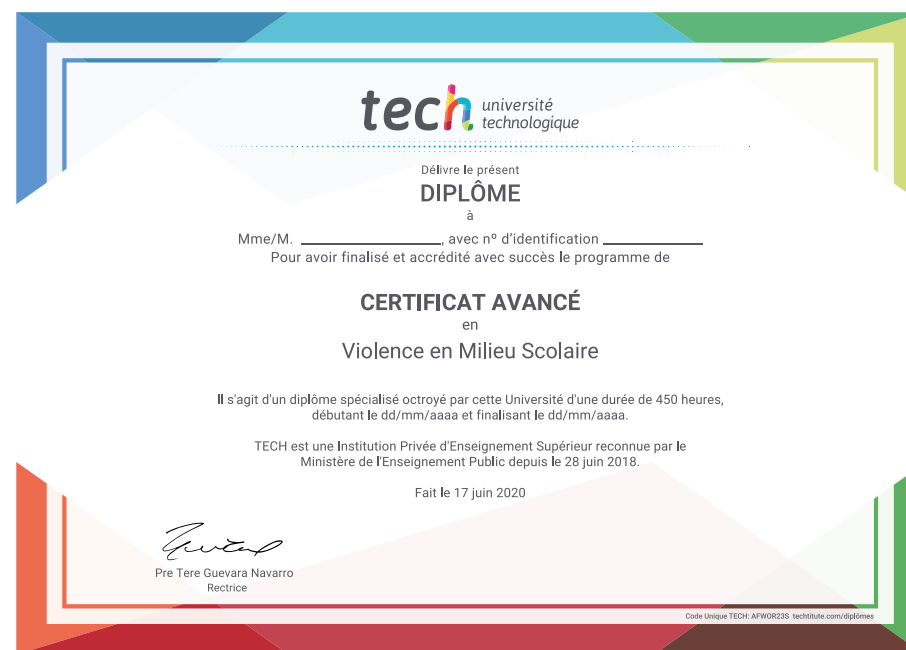 tech université
technologique
Délivre le présent
DIPLÔME
à
Mme/M. ____________________, avec nº d'identification ______________
Pour avoir finalisé et accrédité avec succès le programme de
CERTIFICAT AVANCÉ
en
Violence en Milieu Scolaire
Il s'agit d'un diplôme spécialisé octroyé par cette Université d'une durée de 450 heures,
débutant le dd/mm/aaaa et finalisant le dd/mm/aaaa.
TECH est une Institution Privée d'Enseignement Supérieur reconnue par le
Ministère de l'Enseignement Public depuis le 28 juin 2018.
Fait le 17 juin 2020
Pre Tere Guevara Navarro
Rectrice
Code Unique TECH: AFWOR23S techtitute.com/diplômes